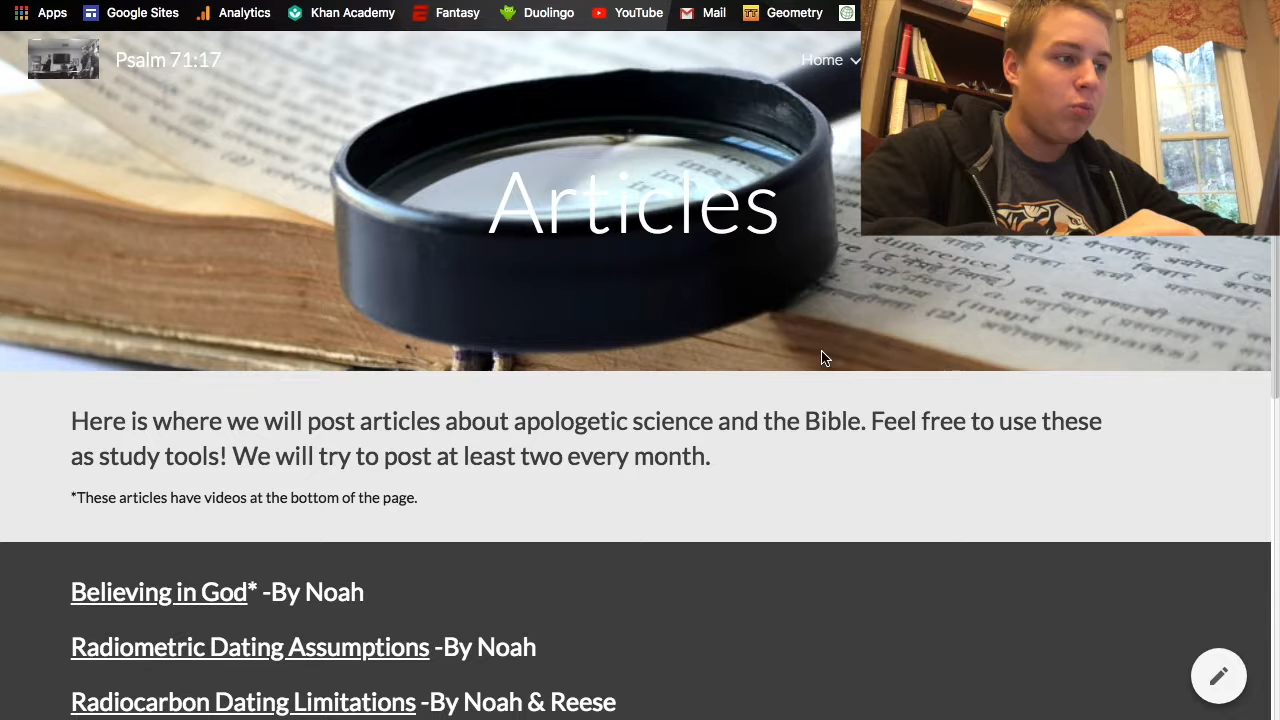 Apps Google Sites Analytics Khan Academy Fantasy Duolingo YouTube Mail TT Geometry
Psalm 71:17
Home
Articles
Here is where we will post articles about apologetic science and the Bible. Feel free to use these
as study tools! We will try to post at least two every month.
*These articles have videos at the bottom of the page.
Believing in God* -By Noah
Radiometric Dating Assumptions -By Noah
Radiocarbon Dating Limitations -By Noah & Reese